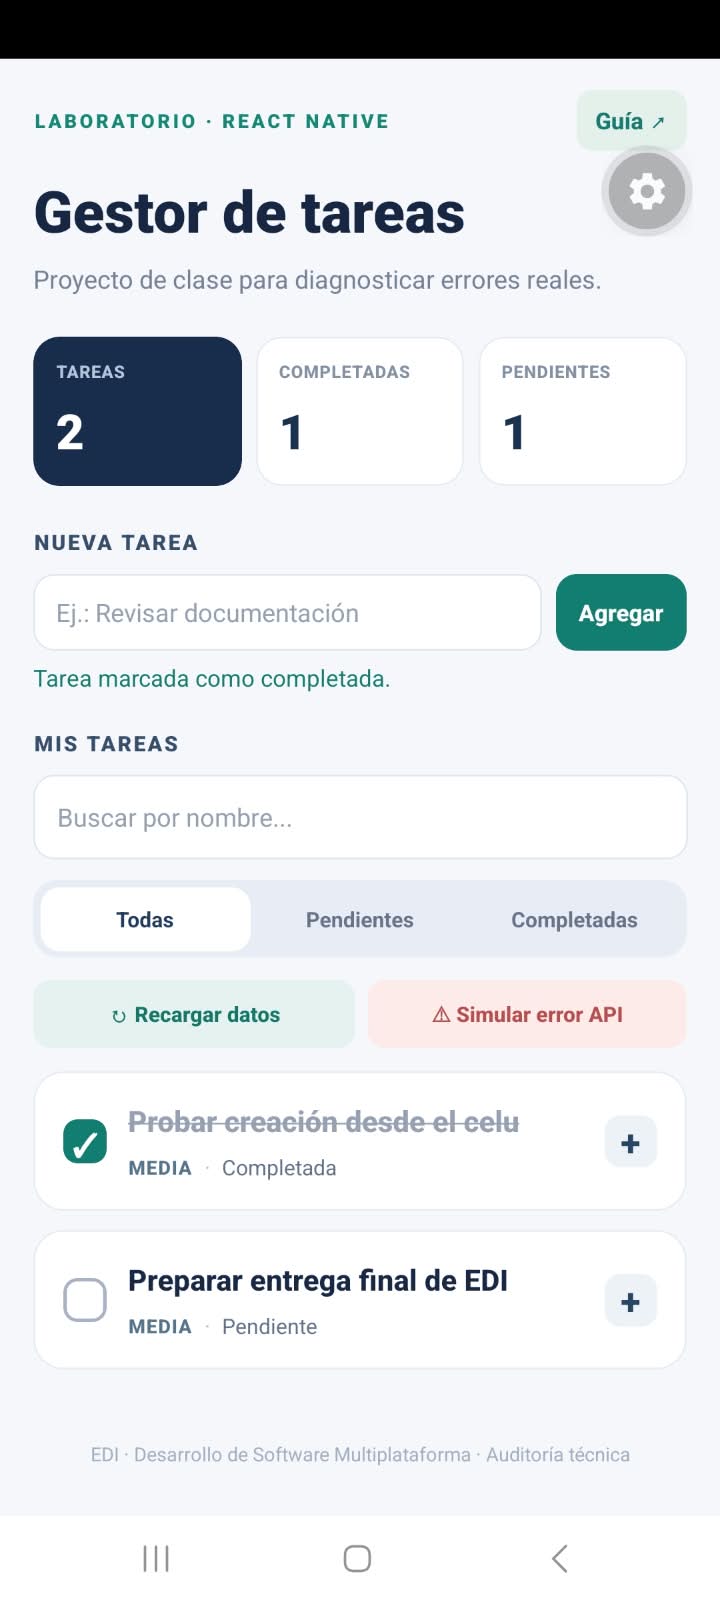 LABORATORIO · REACT NATIVE
Guía ↗
Gestor de tareas
Proyecto de clase para diagnosticar errores reales.
TAREAS
COMPLETADAS
PENDIENTES
2
1
1
NUEVA TAREA
Ej.: Revisar documentación
Agregar
Tarea marcada como completada.
MIS TAREAS
Buscar por nombre...
Todas
Pendientes
Completadas
↻ Recargar datos
⚠ Simular error API
Probar creación desde el celu
MEDIA · Completada
+
Preparar entrega final de EDI
MEDIA · Pendiente
+
EDI · Desarrollo de Software Multiplataforma · Auditoría técnica